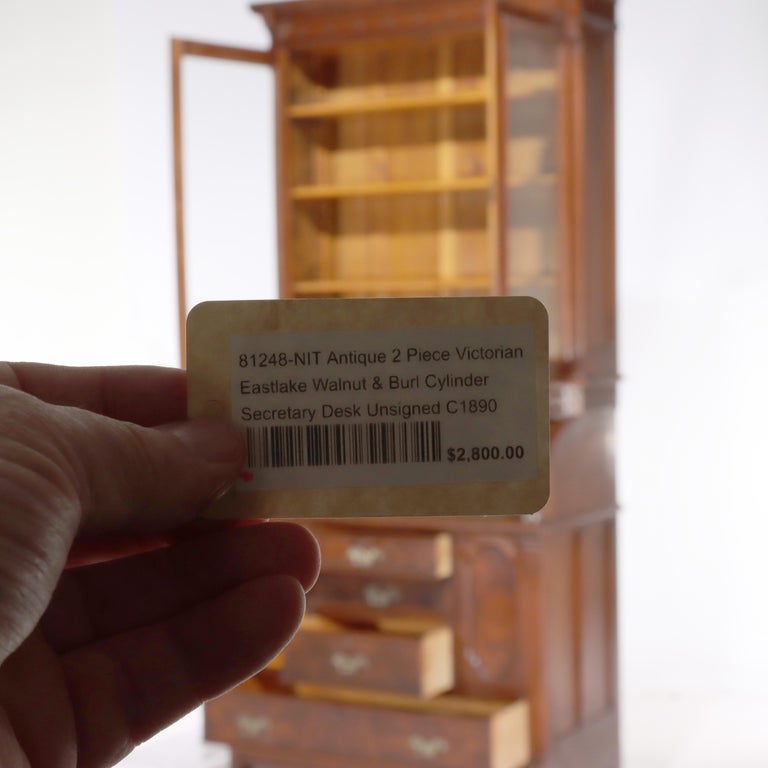 81248-NIT Antique 2 Piece Victorian
Eastlake Walnut & Burl Cylinder
Secretary Desk Unsigned C1890
$2,800.00